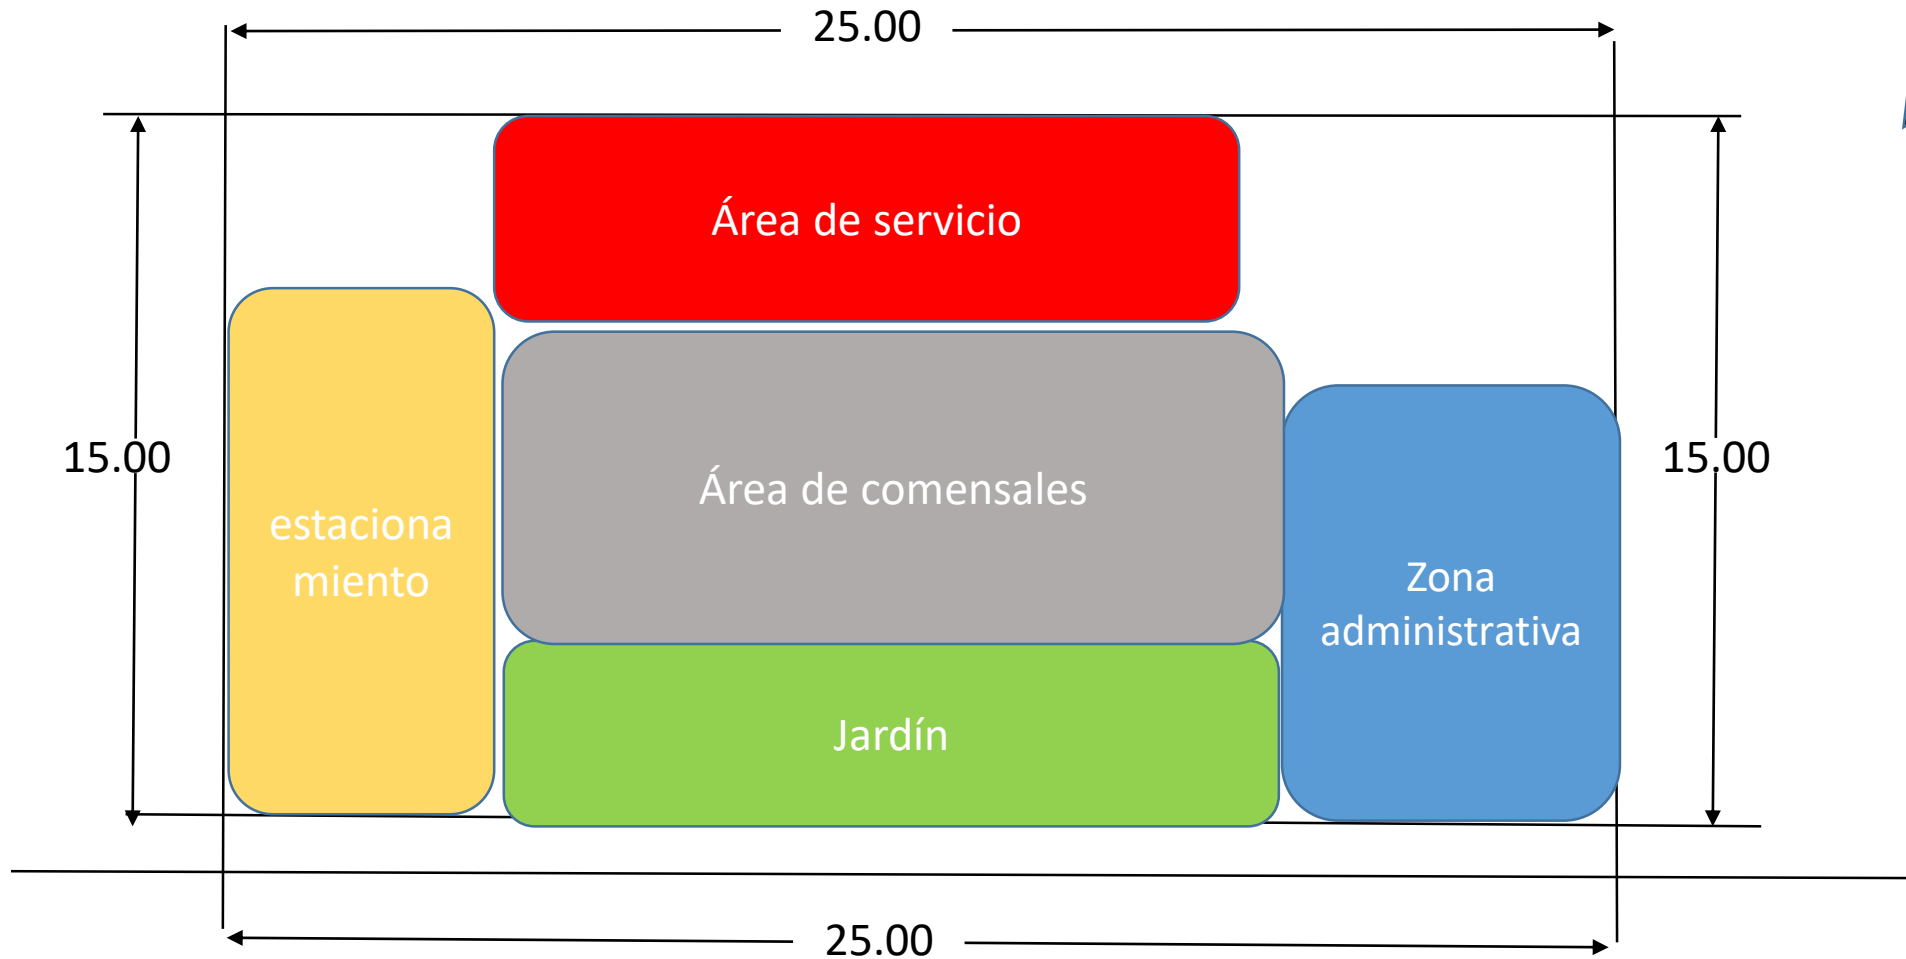 25.00
Área de servicio
15.00
15.00
Área de comensales
estaciona
miento
Zona
administrativa
Jardín
25.00